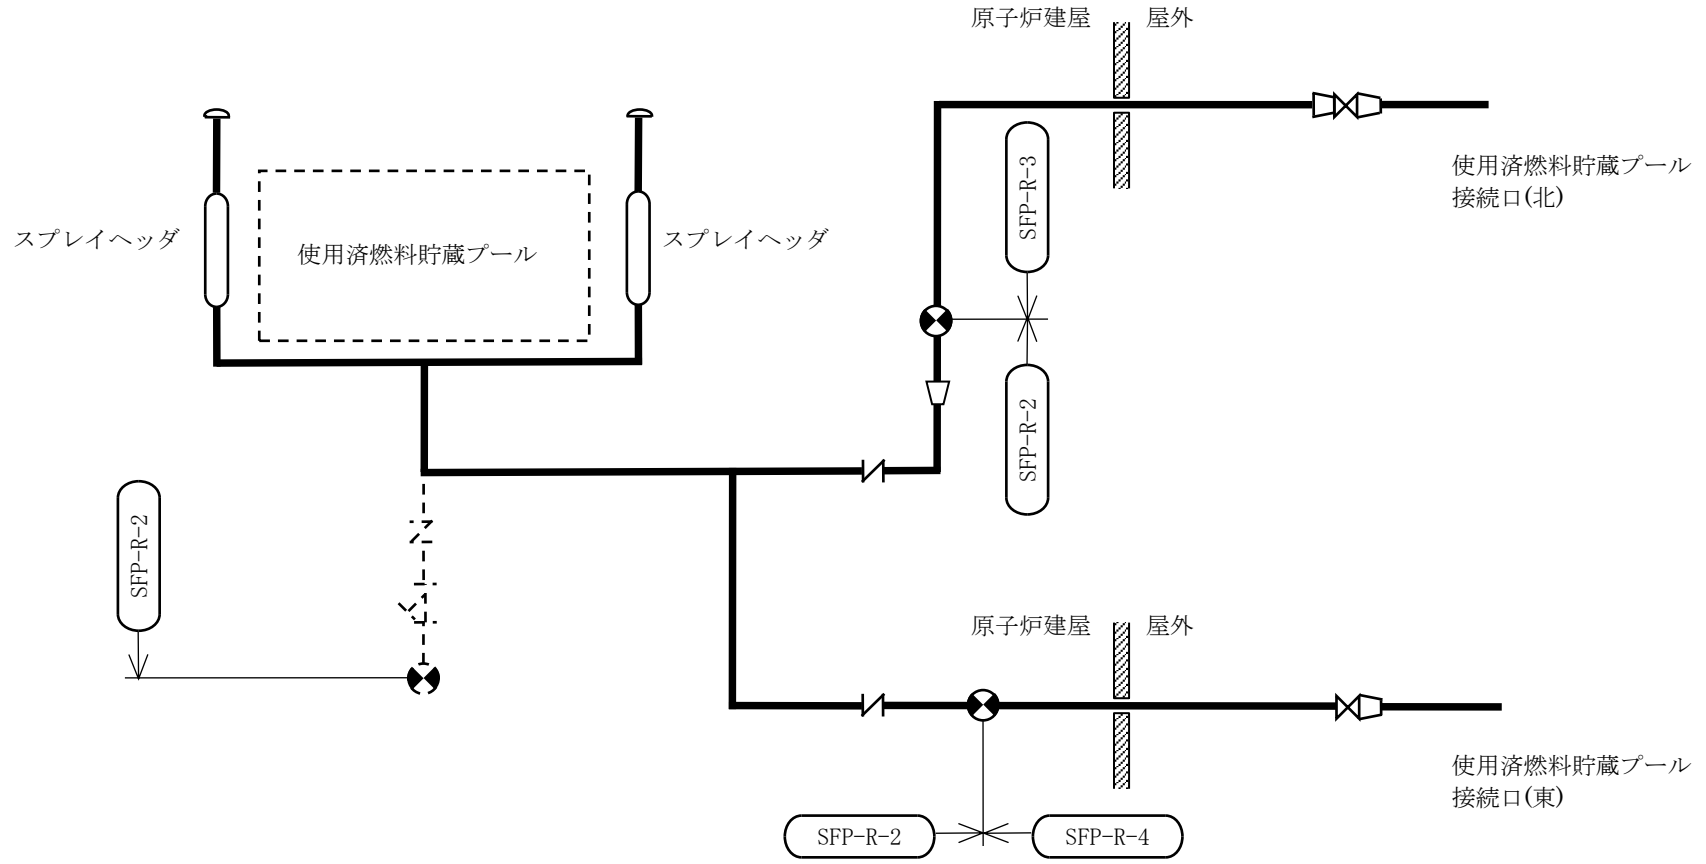 原子炉建屋 屋外
使用済燃料貯蔵プール
接続口(北)
SFP-R-3
スプレイヘッダ
使用済燃料貯蔵プール
スプレイヘッダ
SFP-R-2
SFP-R-2
原子炉建屋 屋外
使用済燃料貯蔵プール
接続口(東)
SFP-R-2
SFP-R-4